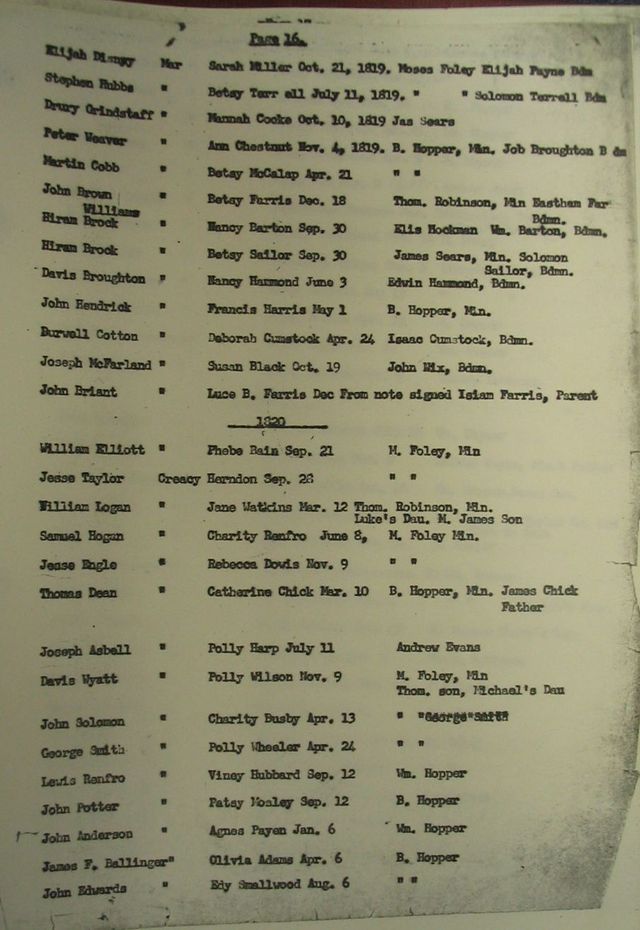 Page 16.
Elijah Disney Mar Sarah Miller Oct. 21, 1819. Moses Foley Elijah Payne Bdm
Stephen Hubbs " Betsy Terr ell July 11, 1819. " " Solomon Terrell Bdm
Drury Grindstaff " Hannah Cooke Oct. 10, 1819 Jas Sears
Peter Weaver " Ann Chestnut Nov. 4, 1819. B. Hopper, Min. Job Broughton B dm
Martin Cobb " Betsy McCalap Apr. 21 " "
John Brown " Betsy Farris Dec. 18 Thom. Robinson, Min Eastham Far
Williams Bdmn.
Hiram Brock " Nancy Barton Sep. 30 Elis Hockman Wm. Barton, Bdmn.
Hiram Brock " Betsy Sailor Sep. 30 James Sears, Min. Solomon
Sailor, Bdmn.
Davis Broughton " Nancy Hammond June 3 Edwin Hammond, Bdmn.
John Hendrick " Francis Harris May 1 B. Hopper, Min.
Burwell Cotton " Deborah Cumstock Apr. 24 Isaac Cumstock, Bdmn.
Joseph McFarland " Susan Black Oct. 19 John Nix, Bdmn.
John Briant " Luce B. Farris Dec From note signed Isiam Farris, Parent
1820
William Elliott " Phebe Bain Sep. 21 M. Foley, Min
Jesse Taylor Creacy Herndon Sep. 28 " "
William Logan " Jane Watkins Mar. 12 Thom. Robinson, Min.
Luke's Dau. M. James Son
Samuel Hogan " Charity Renfro June 8, M. Foley Min.
Jesse Engle " Rebecca Dowis Nov. 9 " "
Thomas Dean " Catherine Chick Mar. 10 B. Hopper, Min. James Chick
Father
Joseph Asbell " Polly Harp July 11 Andrew Evans
Davis Wyatt " Polly Wilson Nov. 9 M. Foley, Min
Thom. son, Michael's Dau
John Solomon " Charity Busby Apr. 13 " "George Smith
George Smith " Polly Wheeler Apr. 24 " "
Lewis Renfro " Viney Hubbard Sep. 12 Wm. Hopper
John Potter " Patsy Mosley Sep. 12 B. Hopper
John Anderson " Agnes Payen Jan. 6 Wm. Hopper
James F. Ballinger" Olivia Adams Apr. 6 B. Hopper
John Edwards " Edy Smallwood Aug. 6 " "